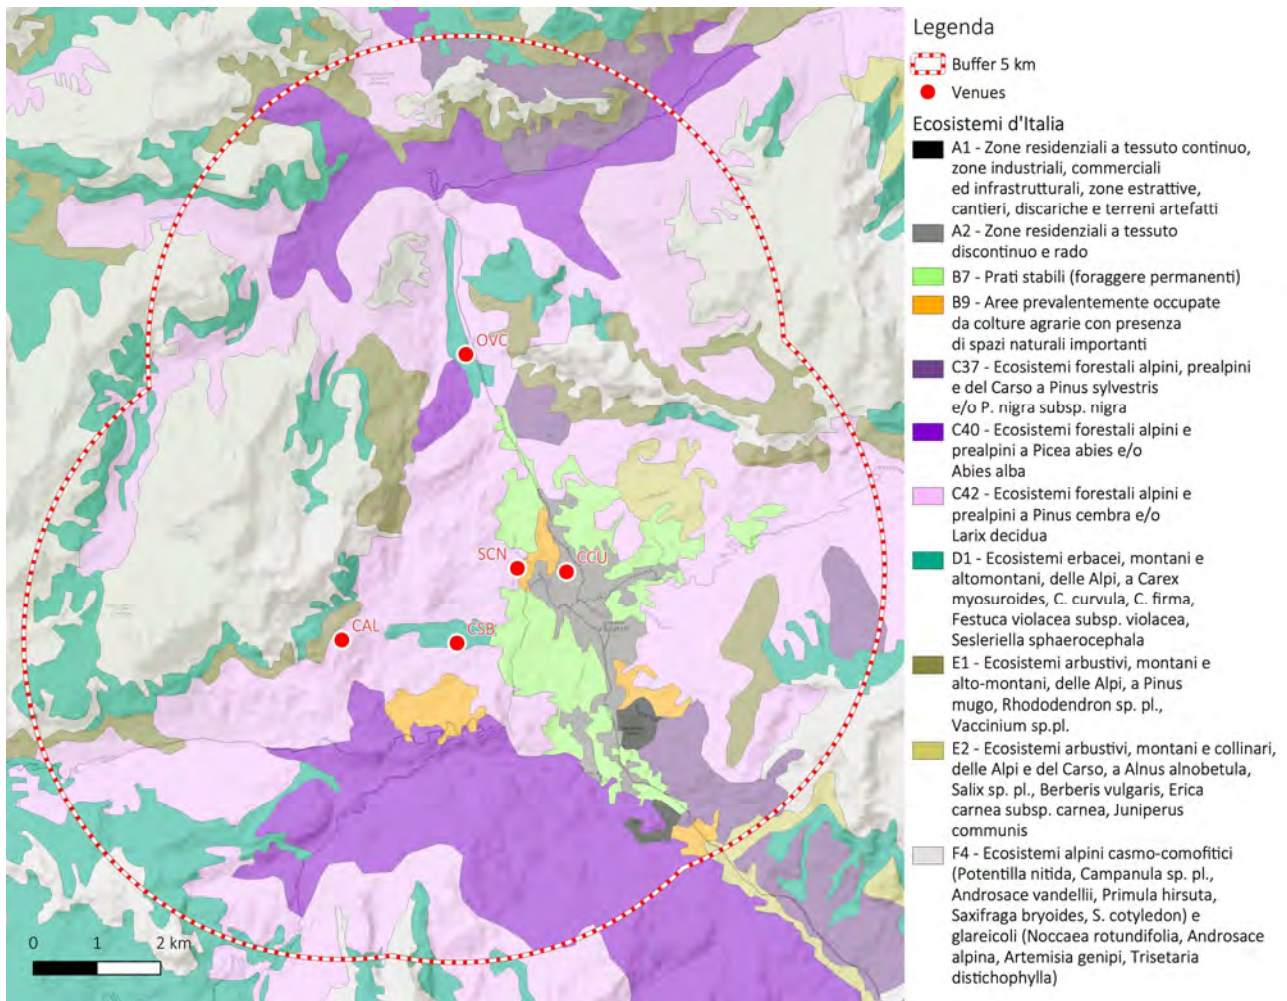 Legenda
Buffer 5 km
Venues
Ecosistemi d'Italia
A1 - Zone residenziali a tessuto continuo,
zone industriali, commerciali
ed infrastrutturali, zone estrattive,
cantieri, discariche e terreni artefatti
A2 - Zone residenziali a tessuto
discontinuo e rado
B7 - Prati stabili (foraggere permanenti)
B9 - Aree prevalentemente occupate
da colture agrarie con presenza
di spazi naturali importanti
C37 - Ecosistemi forestali alpini, prealpini
e del Carso a Pinus sylvestris
e/o P. nigra subsp. nigra
C40 - Ecosistemi forestali alpini e
prealpini a Picea abies e/o
Abies alba
C42 - Ecosistemi forestali alpini e
prealpini a Pinus cembra e/o
Larix decidua
D1 - Ecosistemi erbacei, montani e
altomontani, delle Alpi, a Carex
myosuroides, C. curvula, C. firma,
Festuca violacea subsp. violacea,
Sesleriella sphaerocephala
E1 - Ecosistemi arbustivi, montani e
alto-montani, delle Alpi, a Pinus
mugo, Rhododendron sp. pl.,
Vaccinium sp.pl.
E2 - Ecosistemi arbustivi, montani e collinari,
delle Alpi e del Carso, a Alnus alnobetula,
Salix sp. pl., Berberis vulgaris, Erica
carnea subsp. carnea, Juniperus
communis
F4 - Ecosistemi alpini casmo-comofitici
(Potentilla nitida, Campanula sp. pl.,
Androsace vandellii, Primula hirsuta,
Saxifraga bryoides, S. cotyledon) e
glareicoli (Noccaea rotundifolia, Androsace
alpina, Artemisia genipi, Trisetaria
distichophylla)
OVC
SCN
CCU
CAL
CSB
0 1 2 km